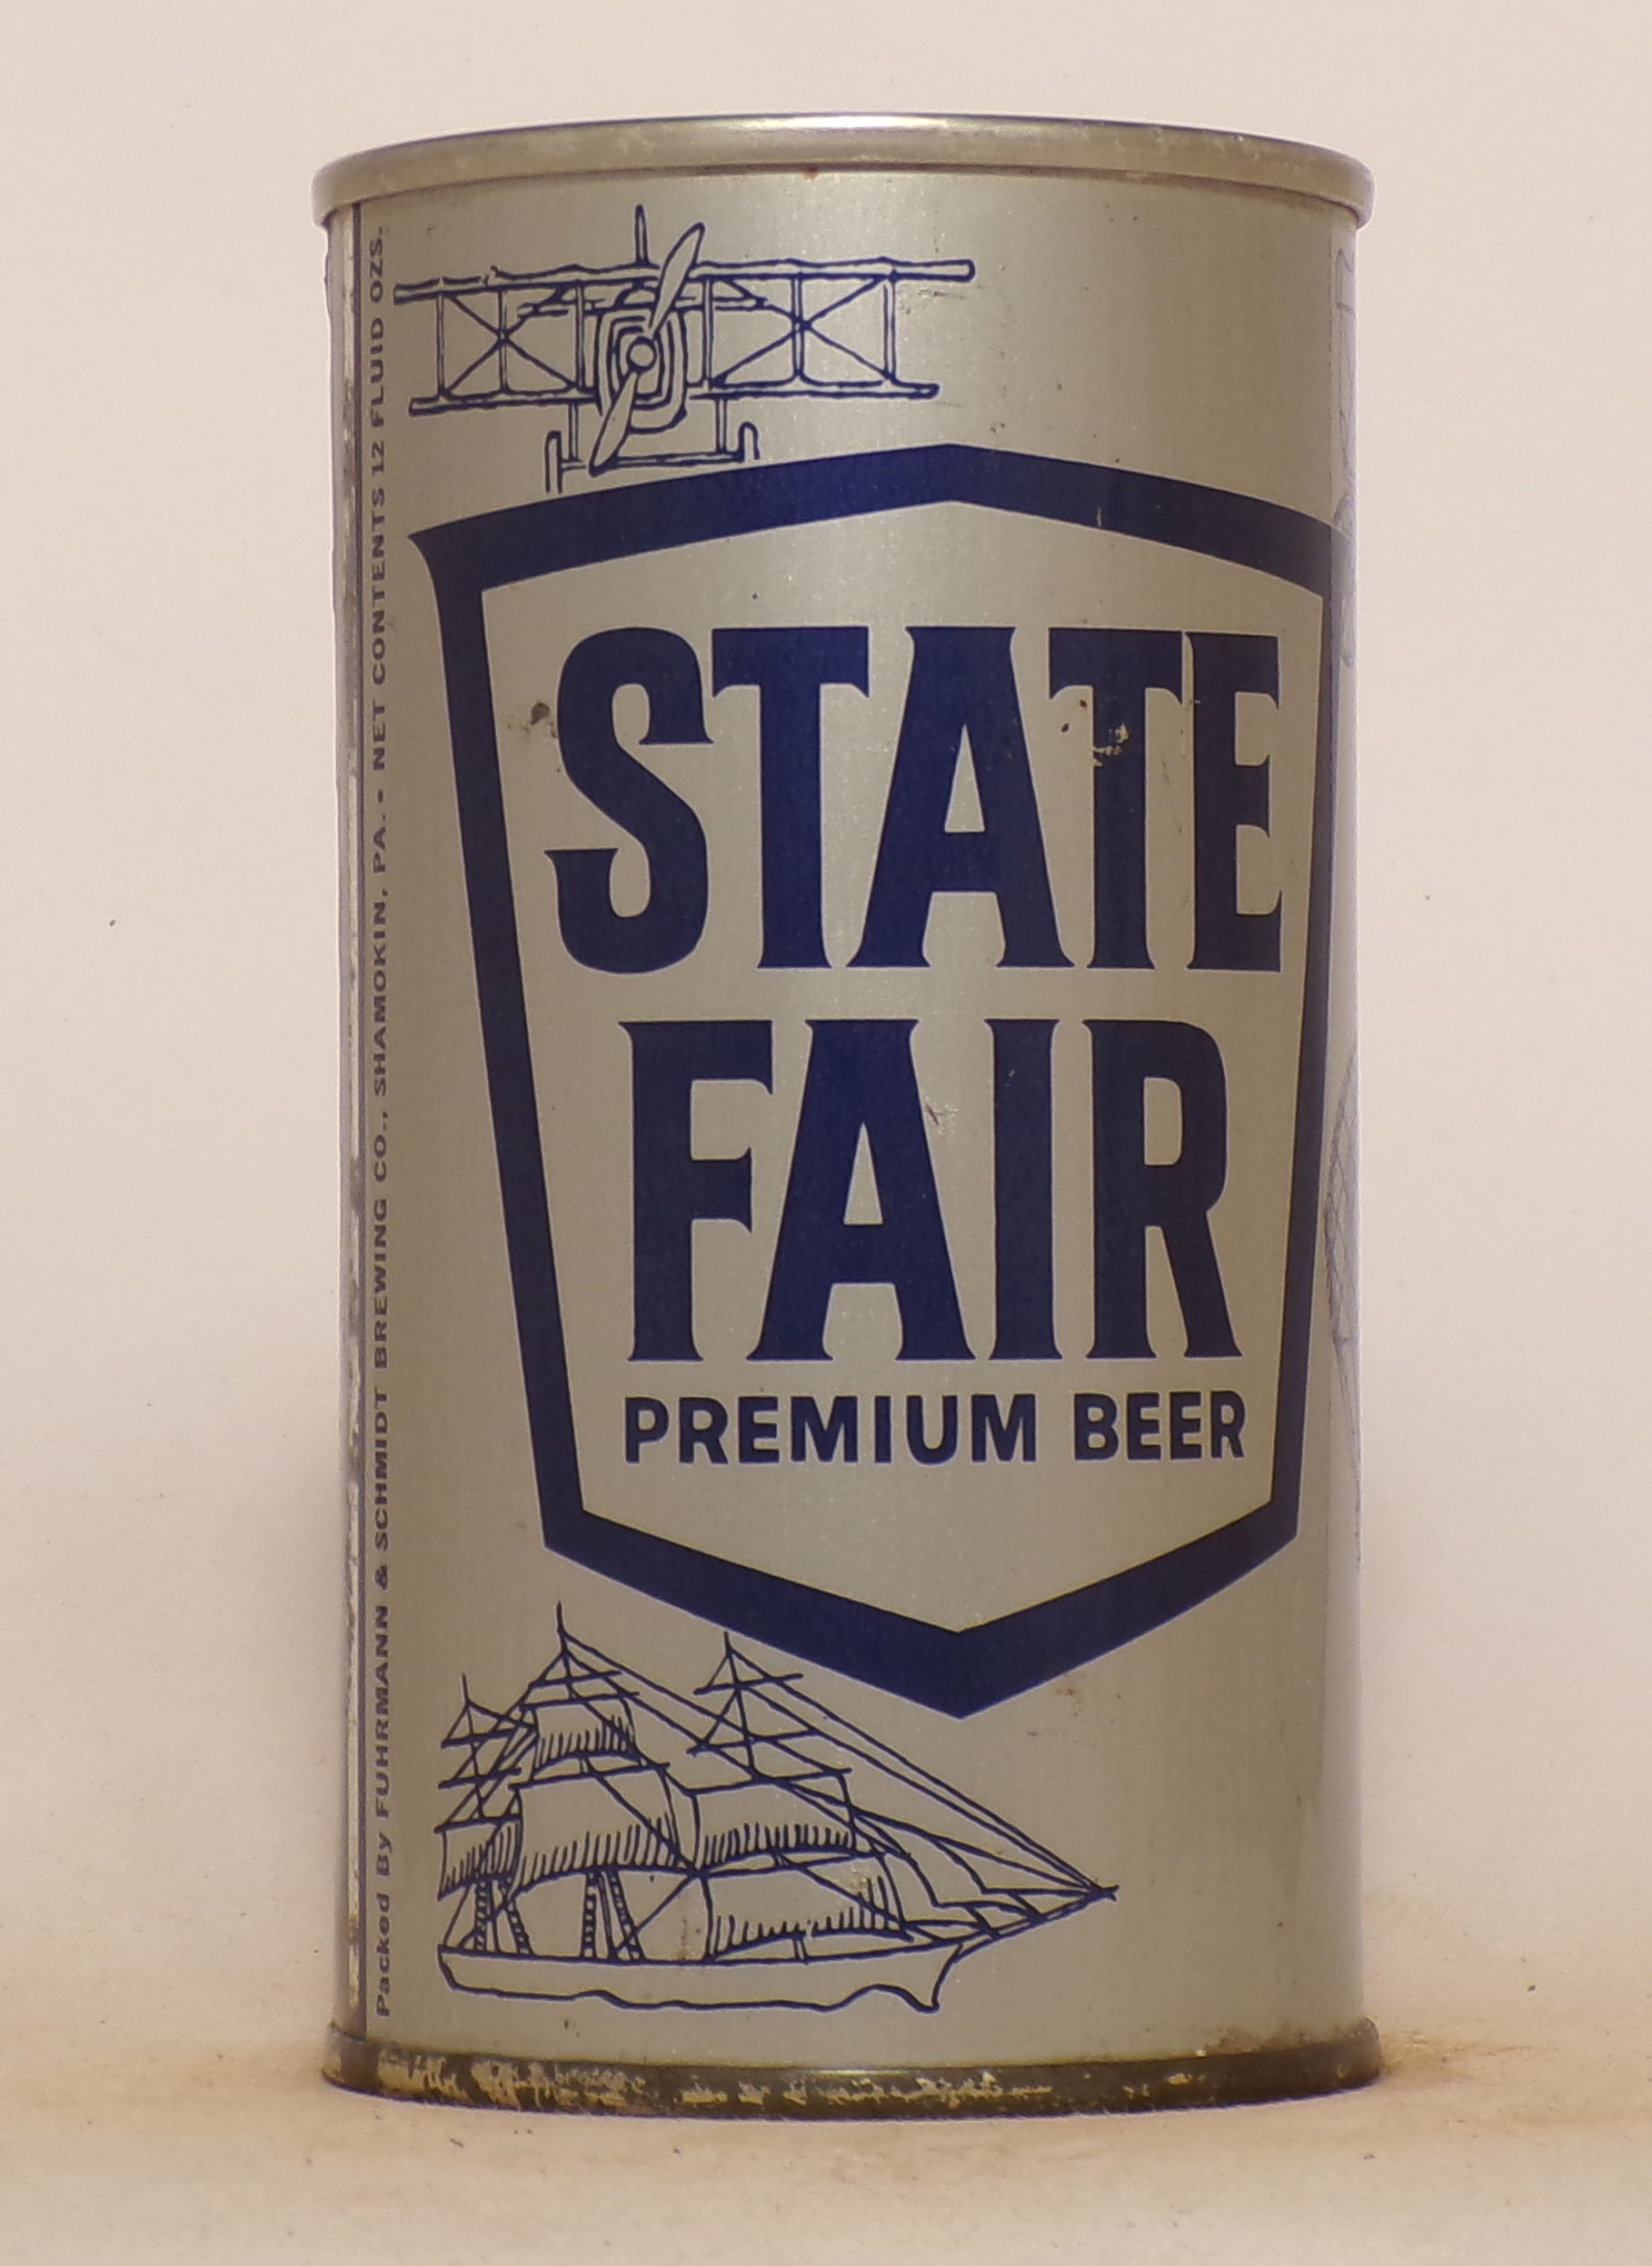 STATE
FAIR
PREMIUM BEER
Packed By FUHRMANN & SCHMIDT BREWING CO., SHAMOKIN, PA. • NET CONTENTS 12 FLUID OZS.